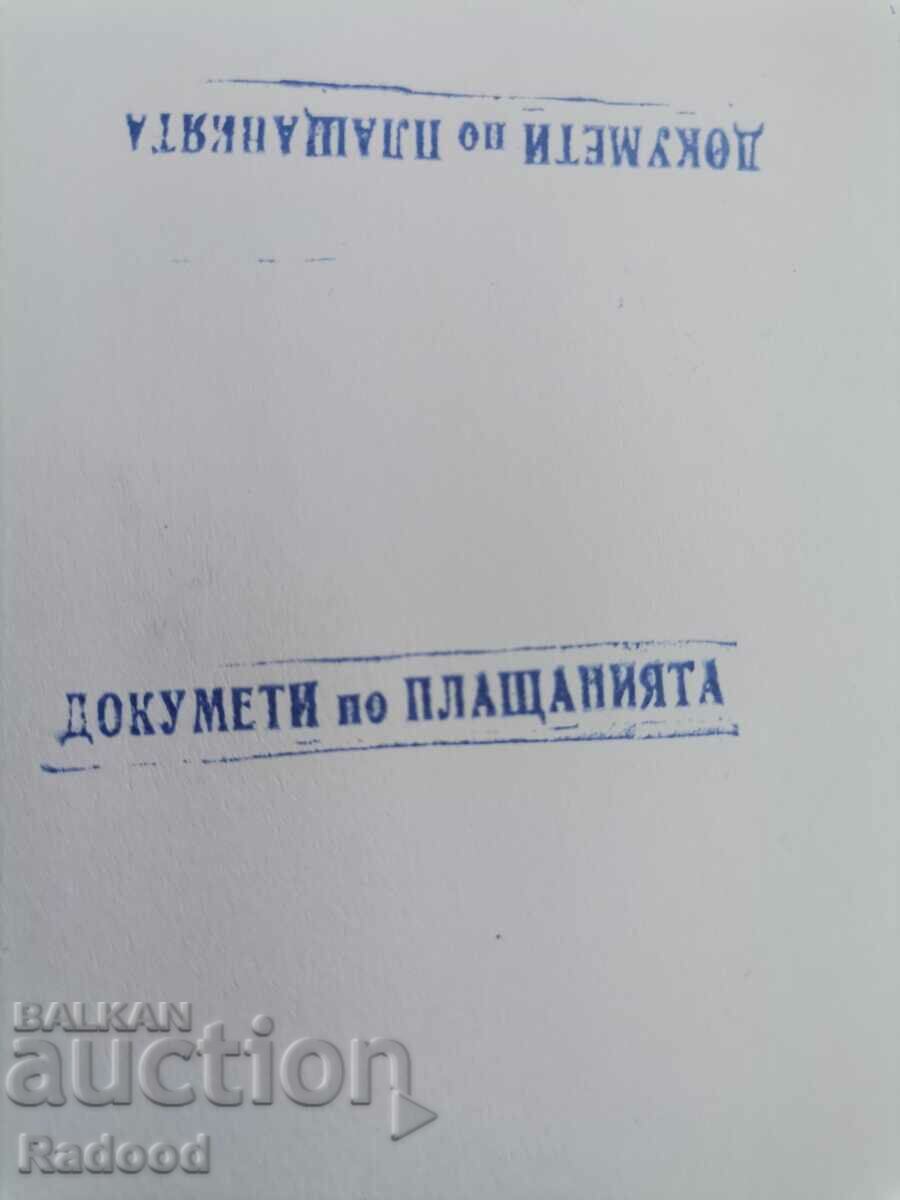 ДОКУМЕТИ по ПЛАЩАНИЯТА
ДОКУМЕТИ по ПЛАЩАНИЯТА
BALKAN
auction
Radood